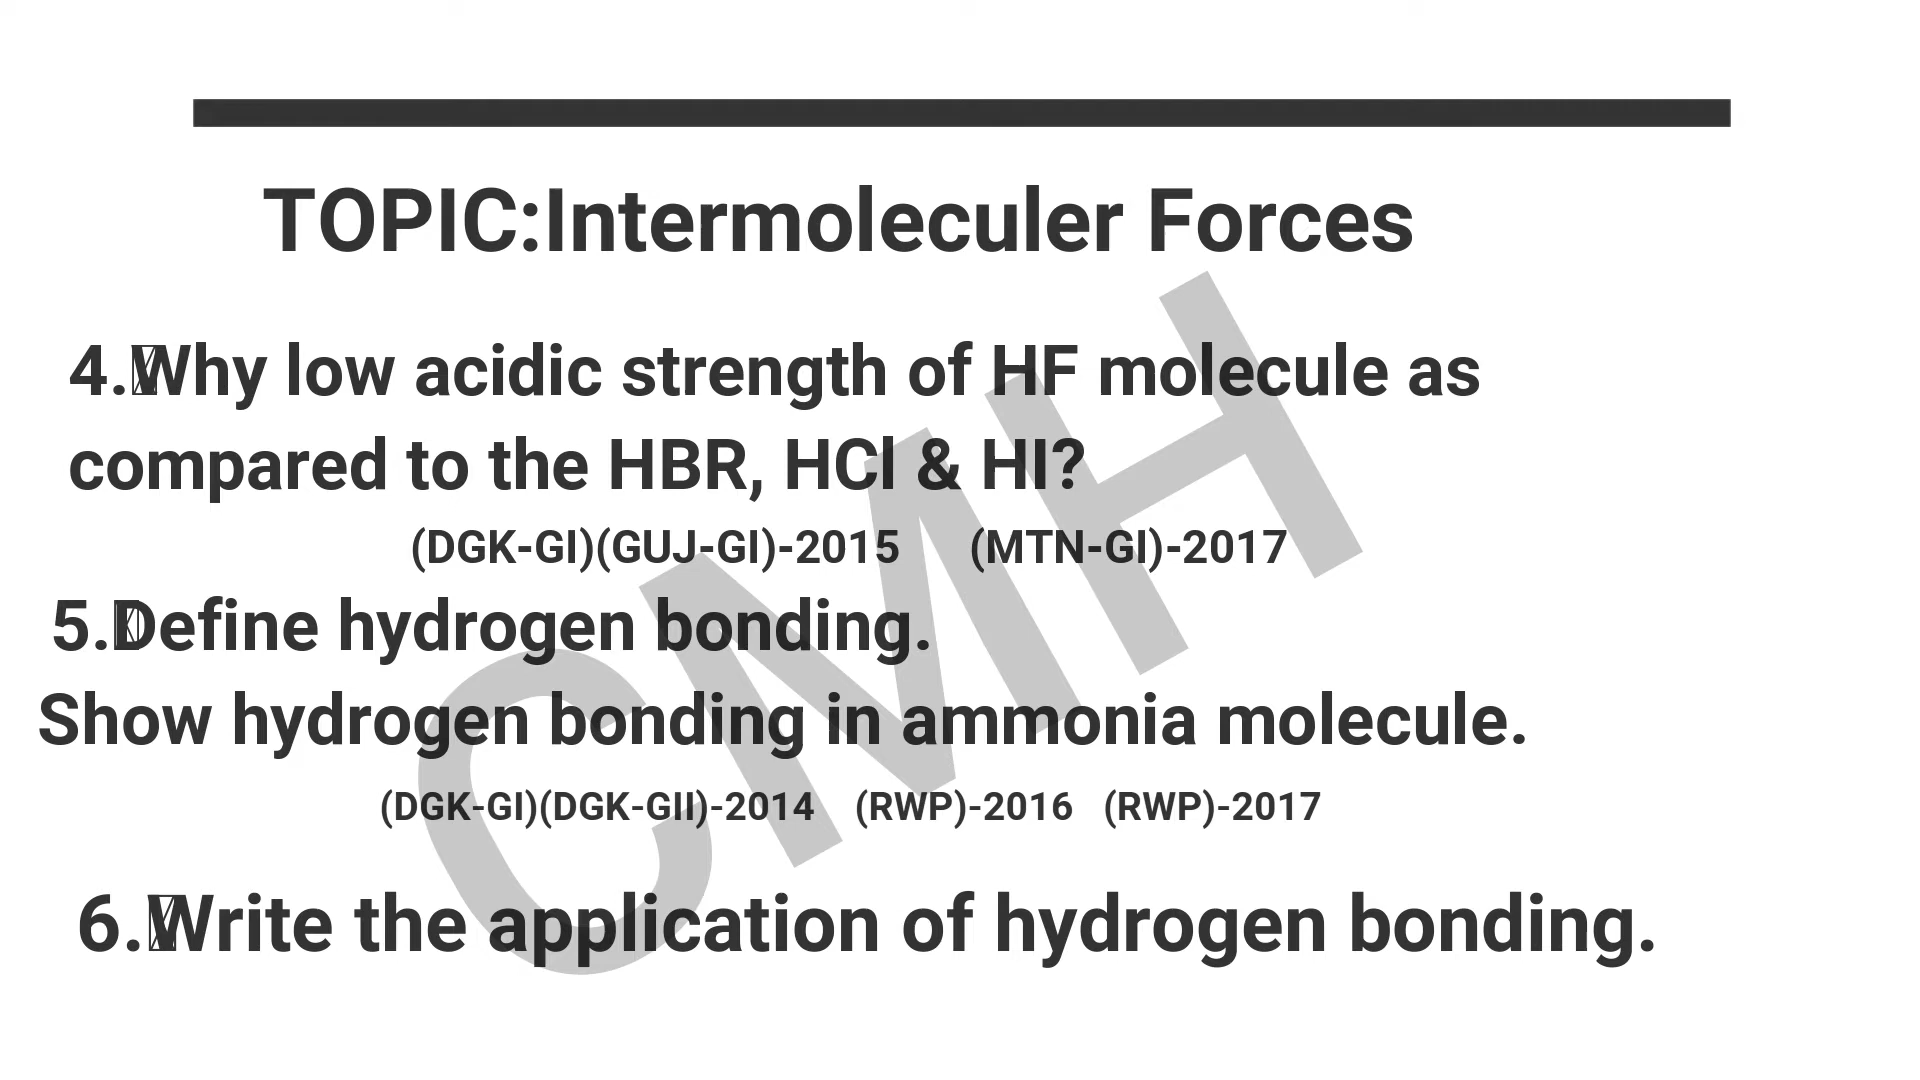 TOPIC:Intermoleculer Forces
4.Why low acidic strength of HF molecule as
compared to the HBR, HCl & HI?
(DGK-GI)(GUJ-GI)-2015 (MTN-GI)-2017
5.Define hydrogen bonding.
Show hydrogen bonding in ammonia molecule.
(DGK-GI)(DGK-GII)-2014 (RWP)-2016 (RWP)-2017
6.Write the application of hydrogen bonding.
CMH